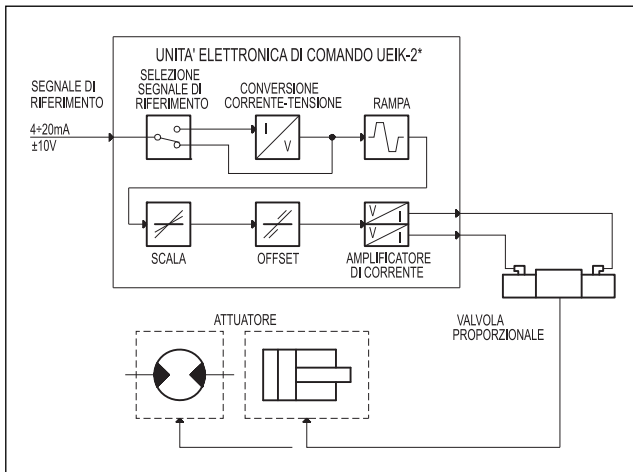 UNITA' ELETTRONICA DI COMANDO UEIK-2*
SEGNALE DI
RIFERIMENTO
4÷20mA
±10V
SELEZIONE
SEGNALE DI
RIFERIMENTO
CONVERSIONE
CORRENTE-TENSIONE
I
V
RAMPA
SCALA
OFFSET
V
I
V
I
AMPLIFICATORE
DI CORRENTE
ATTUATORE
VALVOLA
PROPORZIONALE